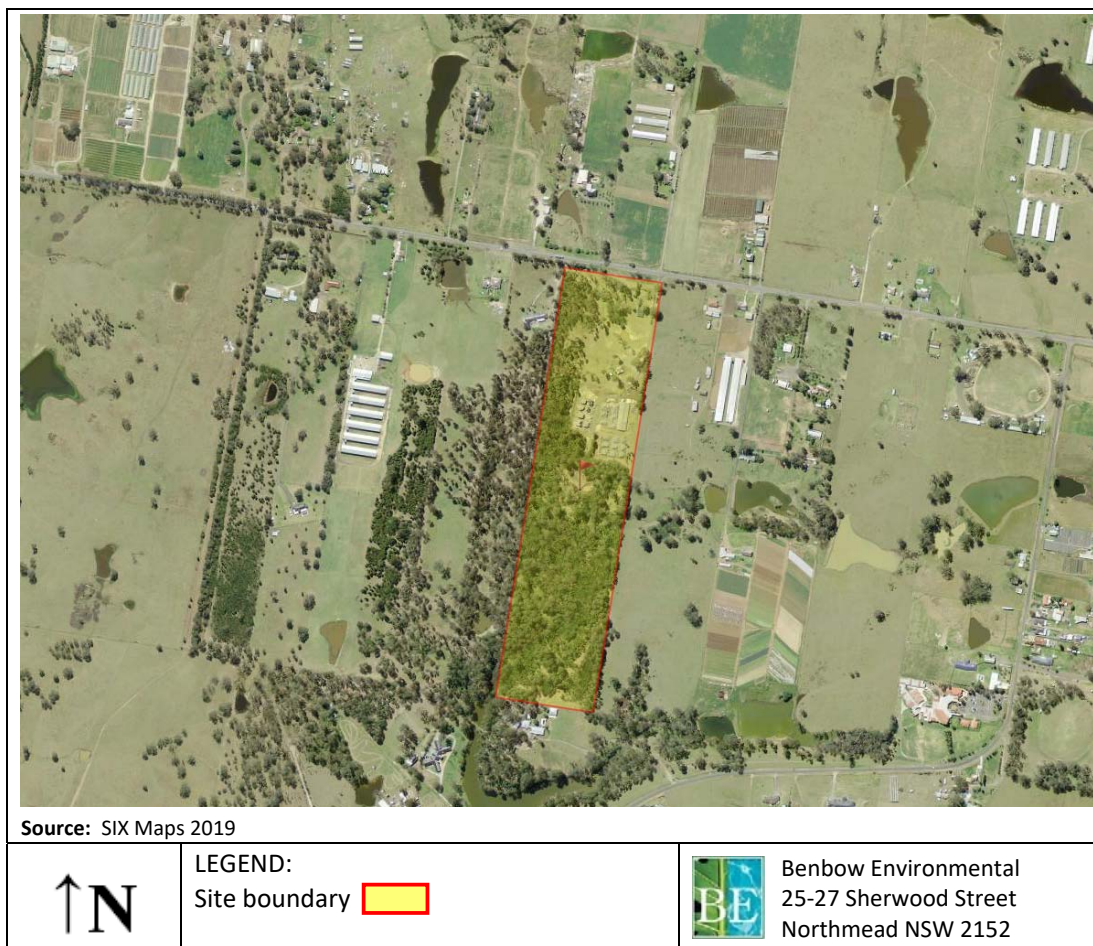 Source: SIX Maps 2019
N
LEGEND:
Site boundary
BE
Benbow Environmental
25-27 Sherwood Street
Northmead NSW 2152